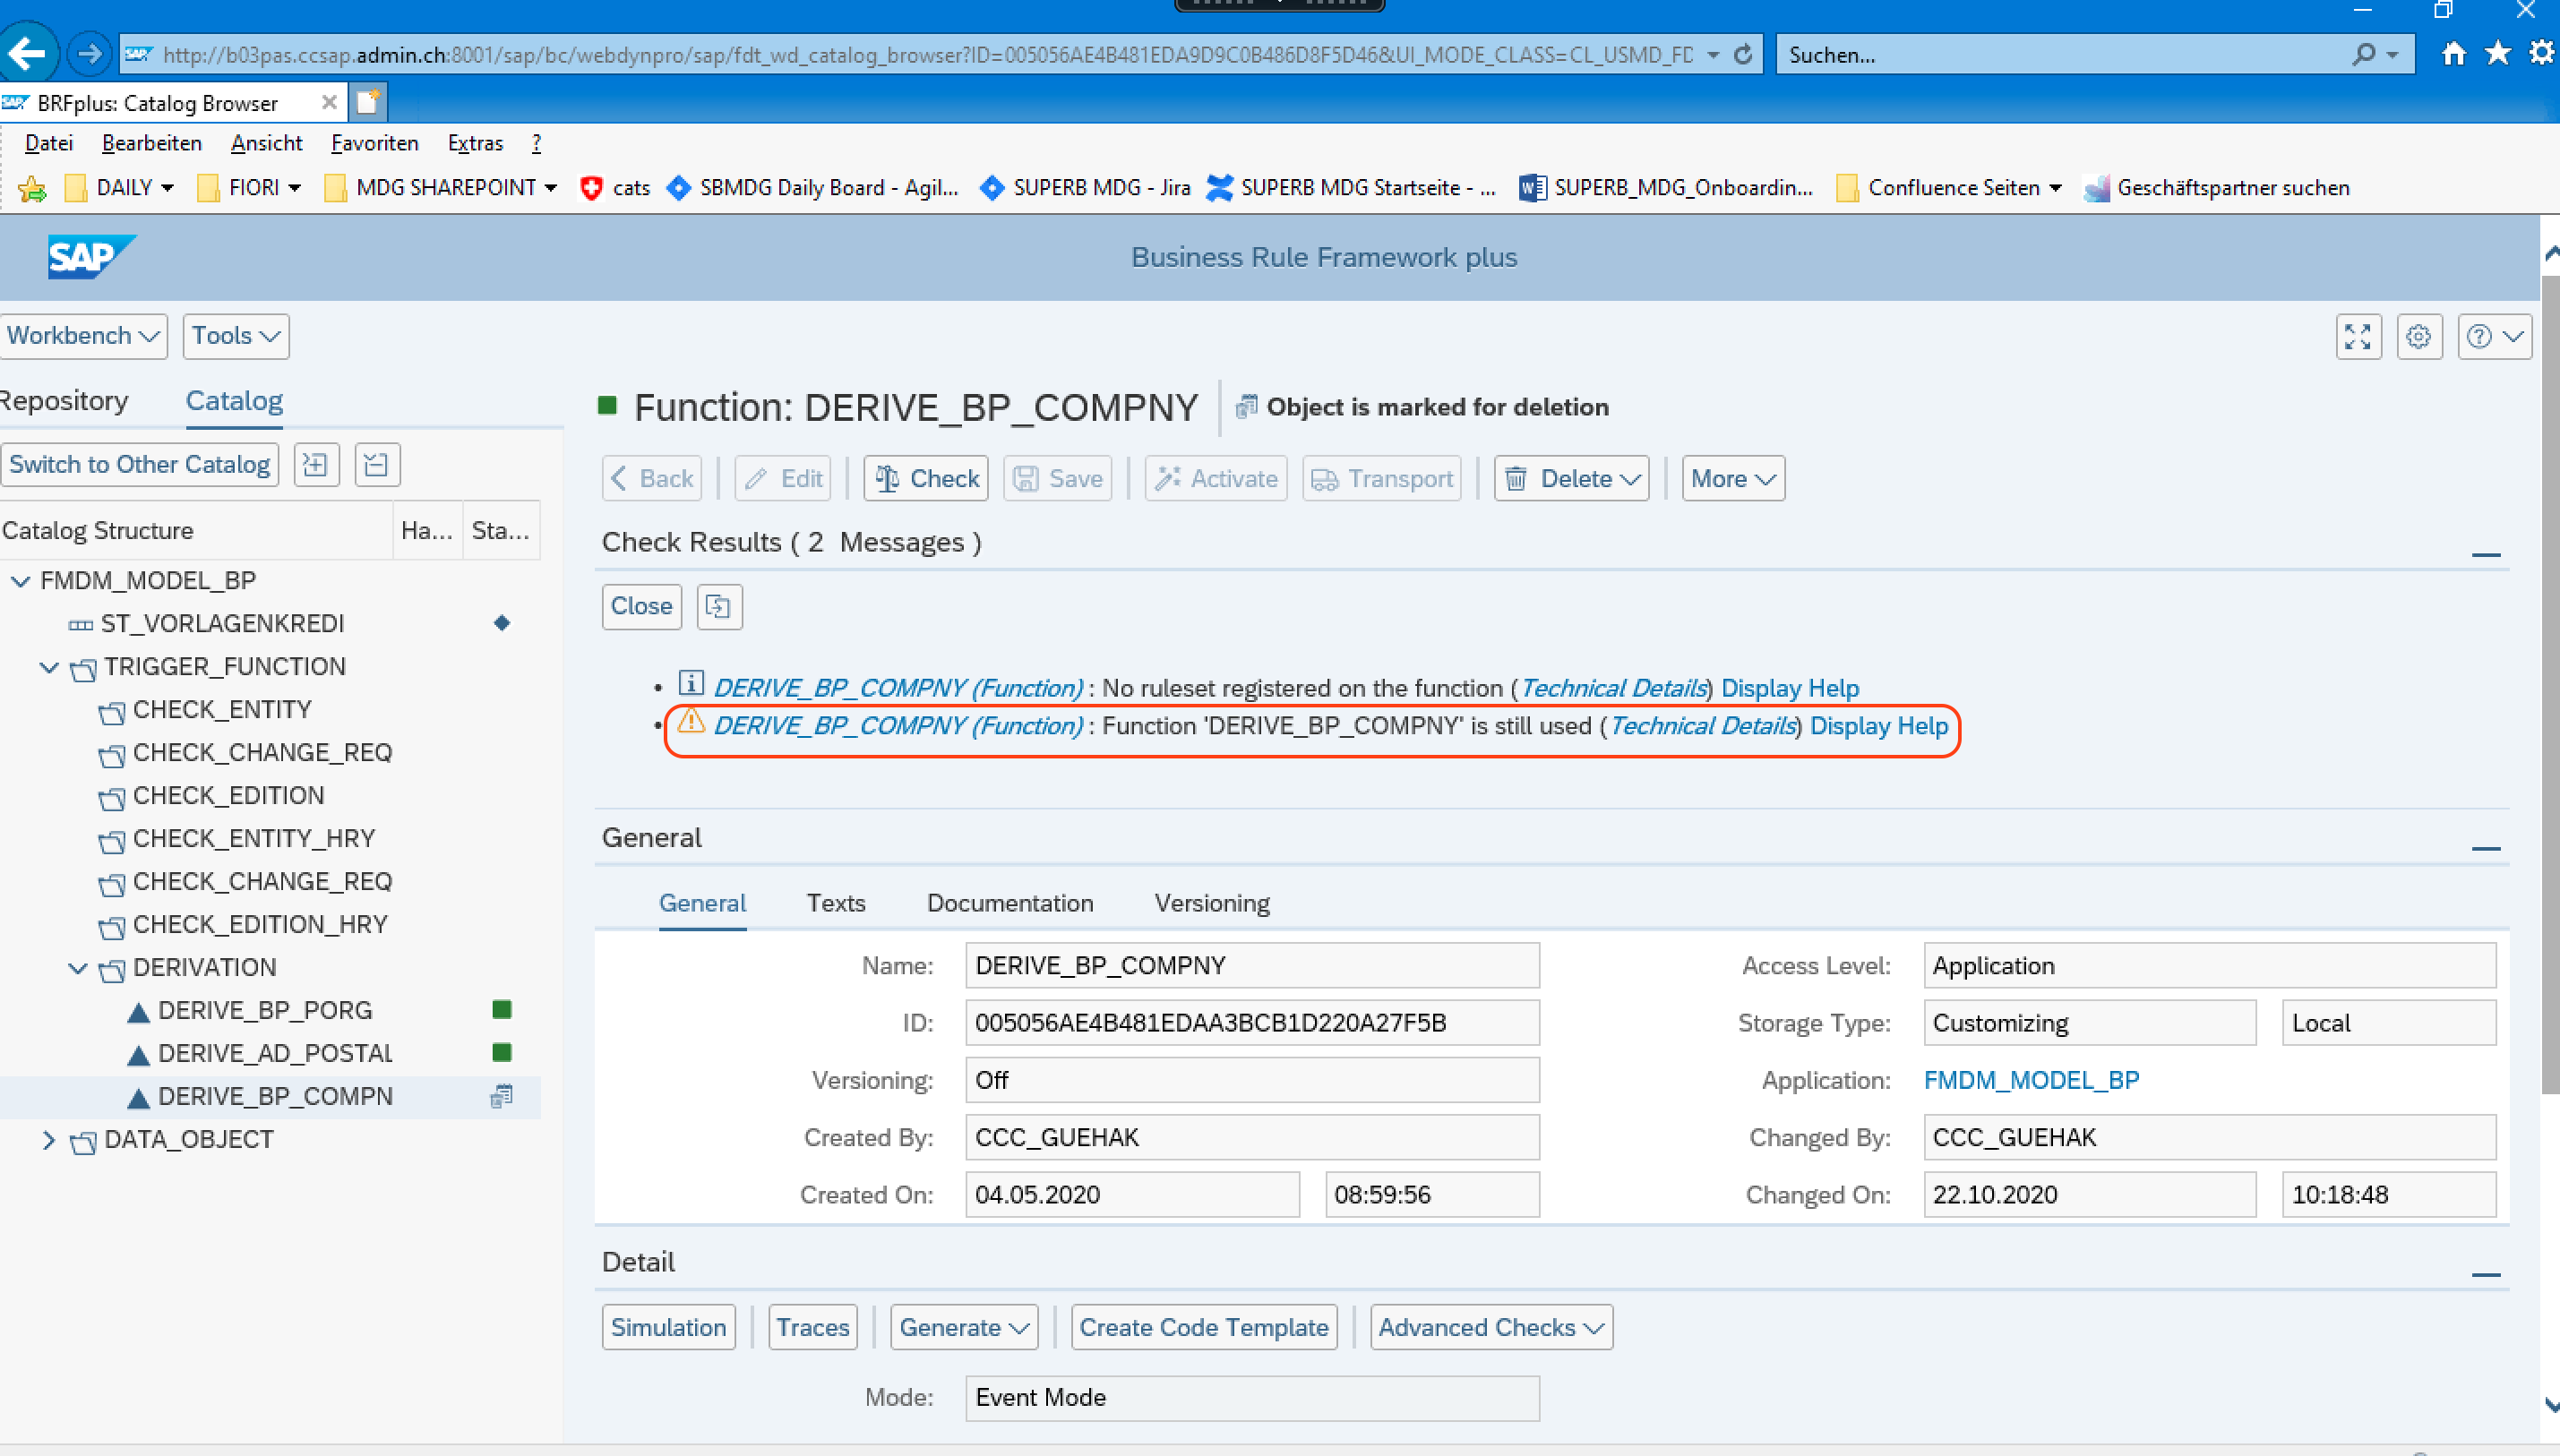 http://b03pas.ccsap.admin.ch:8001/sap/bc/webdynpro/sap/fdt_wd_catalog_browser?ID=005056AE4B481EDA9D9C0B486D8F5D46&UI_MODE_CLASS=CL_USMD_FD
Suchen...
BRFplus: Catalog Browser
Datei Bearbeiten Ansicht Favoriten Extras ?
DAILY FIORI MDG SHAREPOINT cats SBMDG Daily Board - Agil... SUPERB MDG - Jira SUPERB MDG Startseite - ... SUPERB_MDG_Onboardin... Confluence Seiten Geschäftspartner suchen
SAP
Business Rule Framework plus
Workbench Tools
Repository Catalog
Switch to Other Catalog
Catalog Structure Ha... Sta...
FMDM_MODEL_BP
ST_VORLAGENKREDI
TRIGGER_FUNCTION
CHECK_ENTITY
CHECK_CHANGE_REQ
CHECK_EDITION
CHECK_ENTITY_HRY
CHECK_CHANGE_REQ
CHECK_EDITION_HRY
DERIVATION
DERIVE_BP_PORG
DERIVE_AD_POSTAL
DERIVE_BP_COMPN
DATA_OBJECT
Function: DERIVE_BP_COMPNY Object is marked for deletion
Back Edit Check Save Activate Transport Delete More
Check Results ( 2 Messages )
Close
• DERIVE_BP_COMPNY (Function) : No ruleset registered on the function (Technical Details) Display Help
• DERIVE_BP_COMPNY (Function) : Function 'DERIVE_BP_COMPNY' is still used (Technical Details) Display Help
General
General Texts Documentation Versioning
Name: DERIVE_BP_COMPNY Access Level: Application
ID: 005056AE4B481EDAA3BCB1D220A27F5B Storage Type: Customizing Local
Versioning: Off Application: FMDM_MODEL_BP
Created By: CCC_GUEHAK Changed By: CCC_GUEHAK
Created On: 04.05.2020 08:59:56 Changed On: 22.10.2020 10:18:48
Detail
Simulation Traces Generate Create Code Template Advanced Checks
Mode: Event Mode